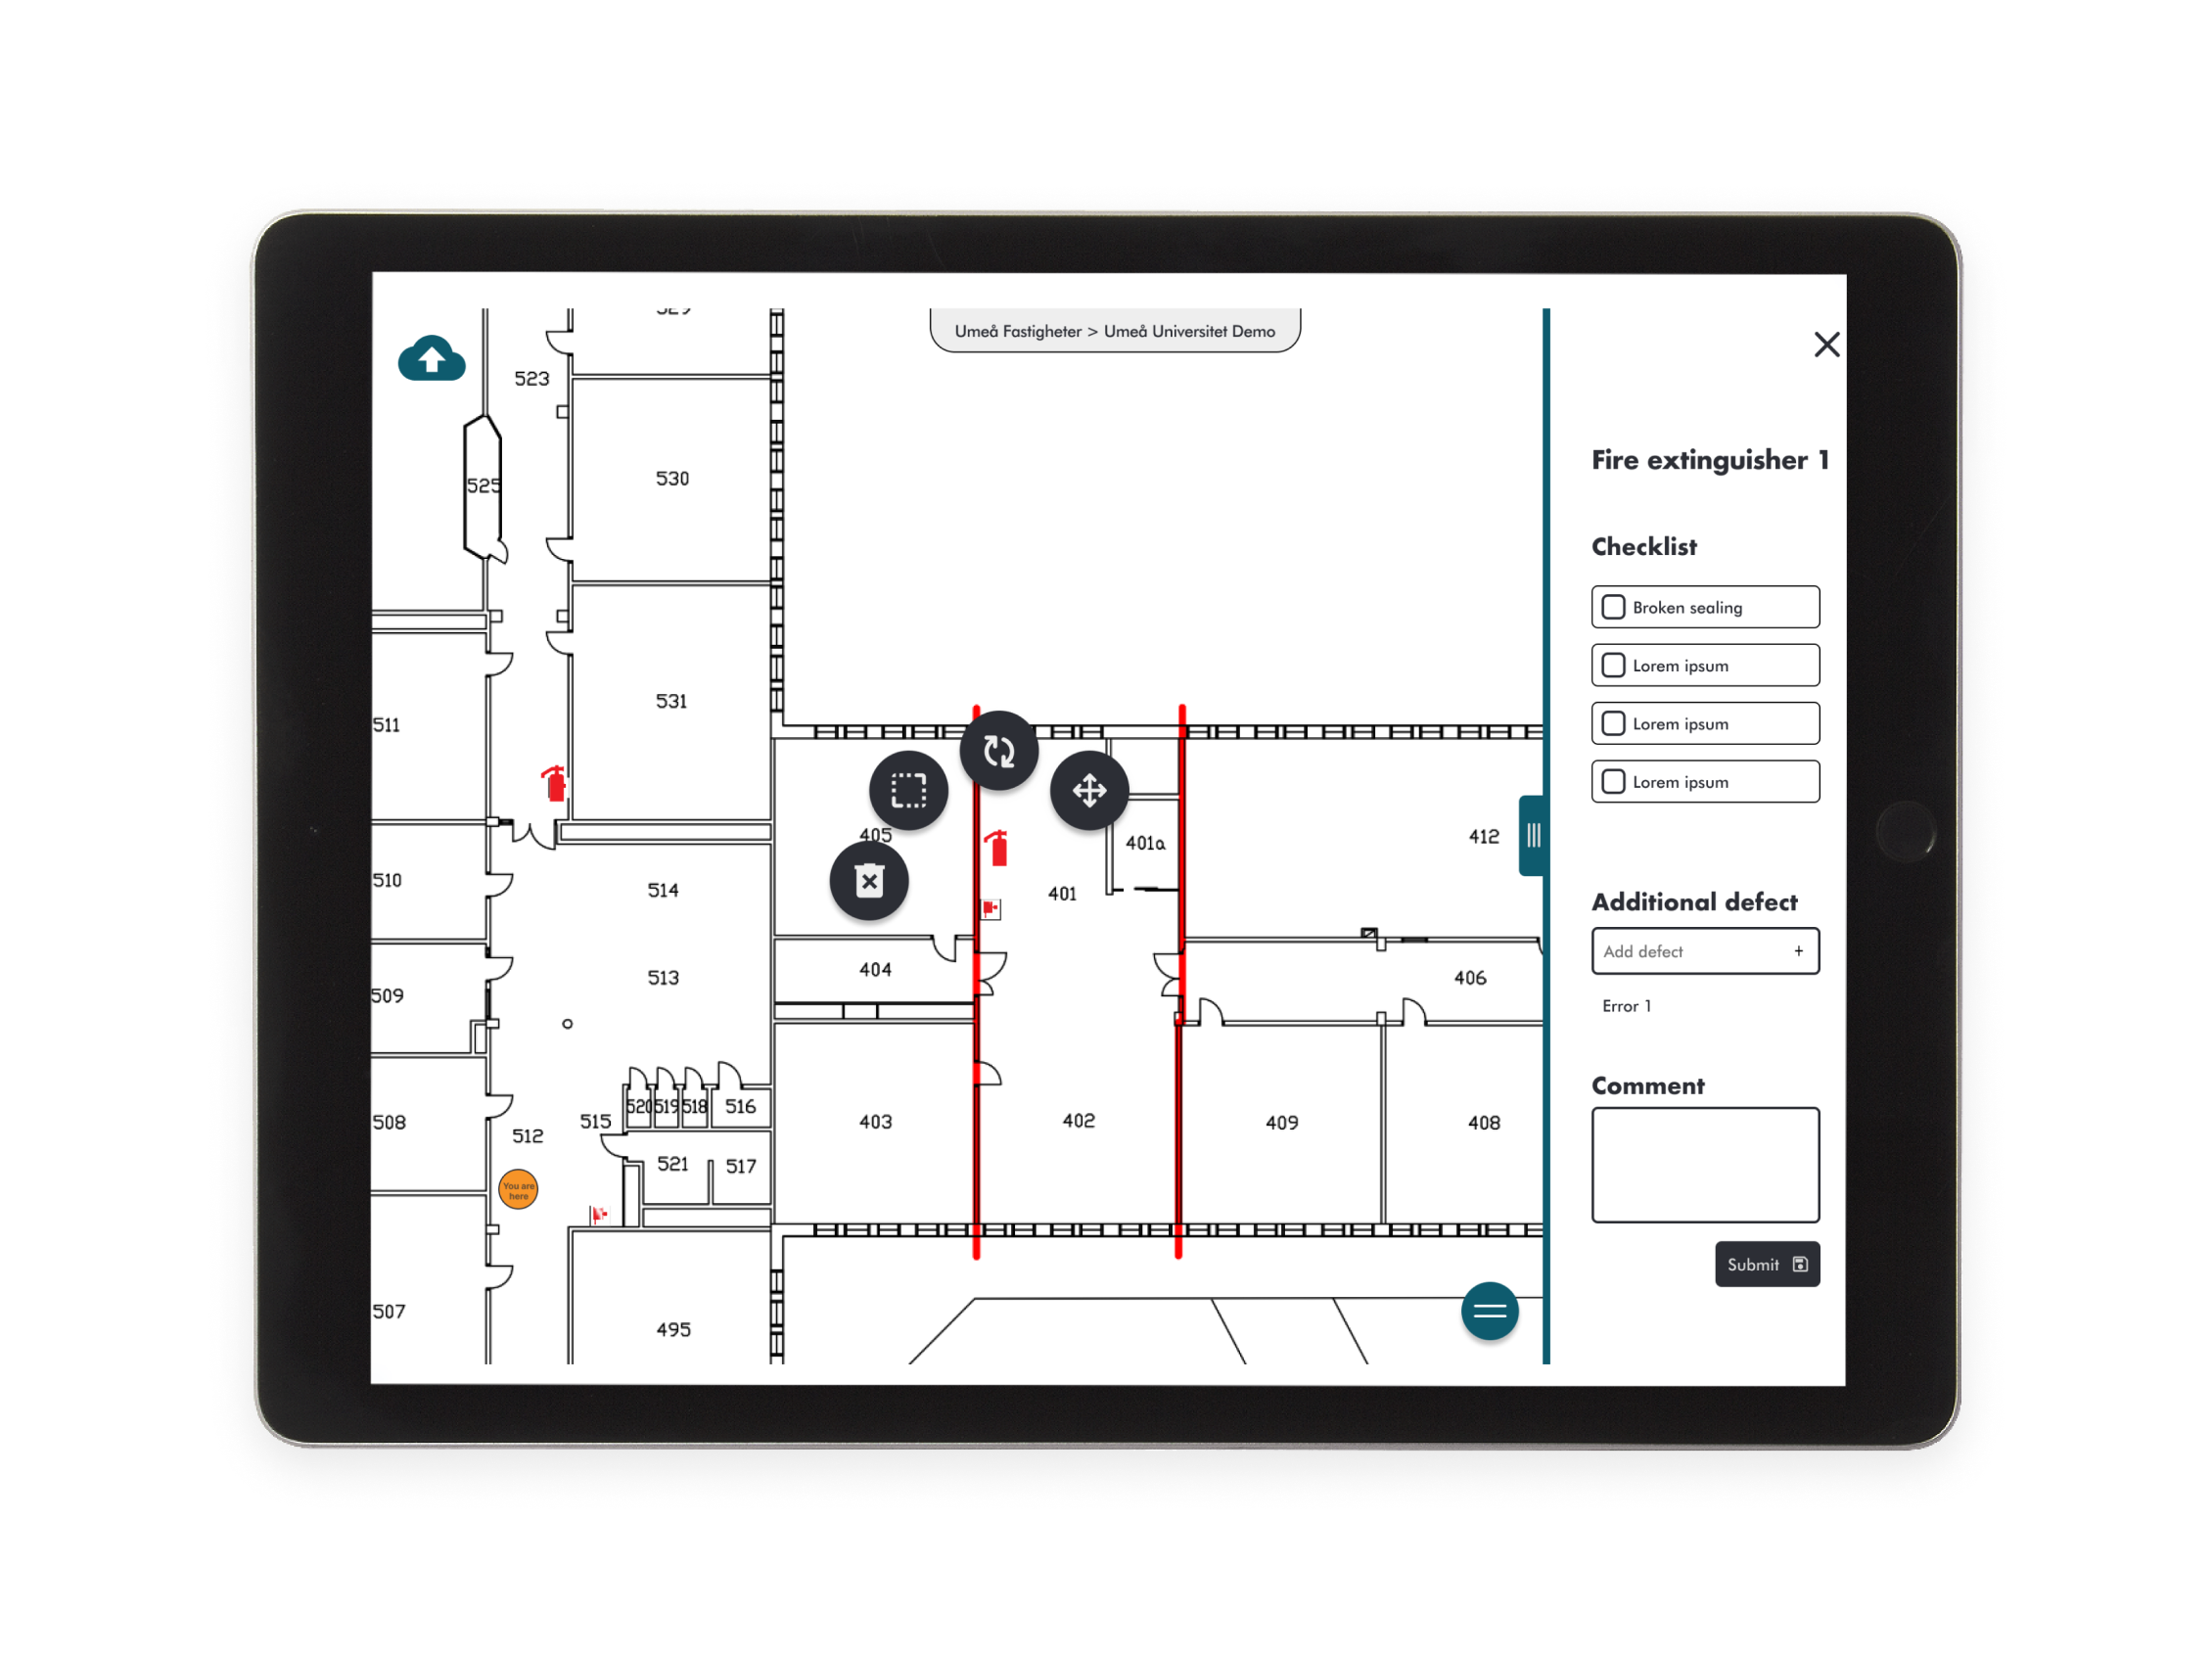 Umeå Fastigheter > Umeå Universitet Demo
523
525
530
531
511
510
509
508
507
514
513
512
515
520
519
518
516
521
517
495
You are
here
405
404
403
401
401a
402
412
406
409
408
Fire extinguisher 1
Checklist
Broken sealing
Lorem ipsum
Lorem ipsum
Lorem ipsum
Additional defect
Add defect +
Error 1
Comment
Submit